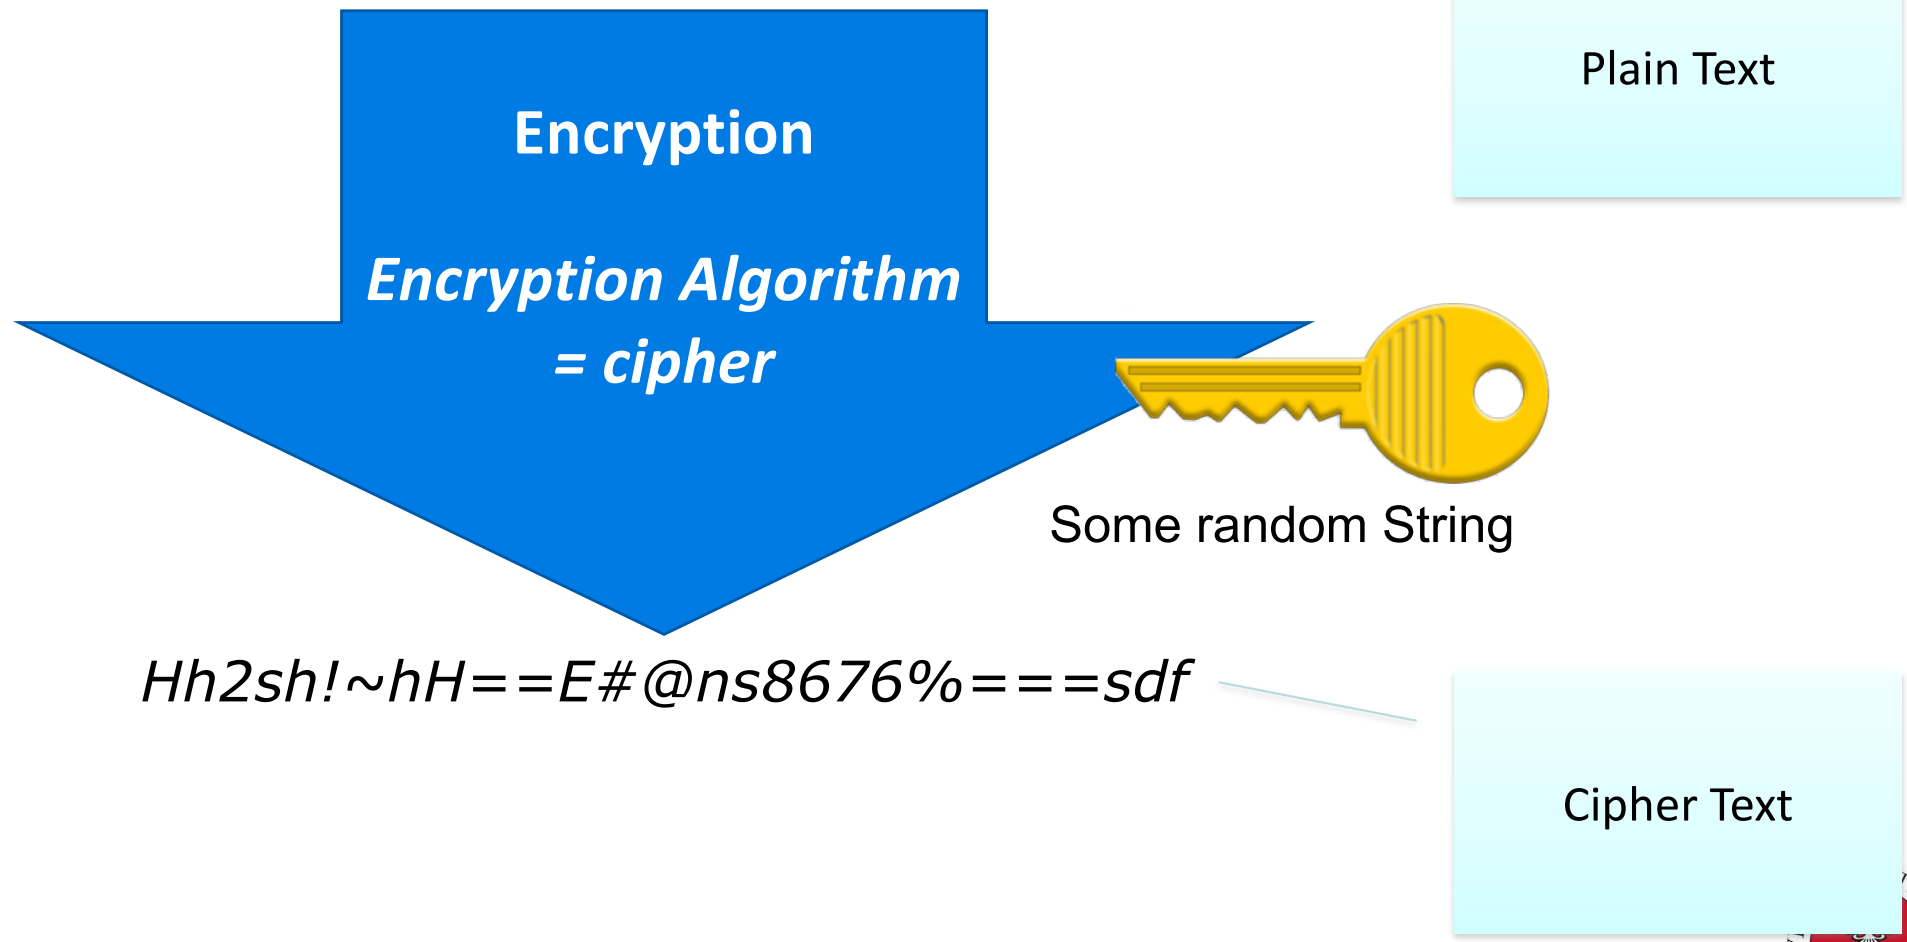 Plain Text
Encryption
Encryption Algorithm
= cipher
Some random String
Hh2sh!~hH==E#@ns8676%===sdf
Cipher Text